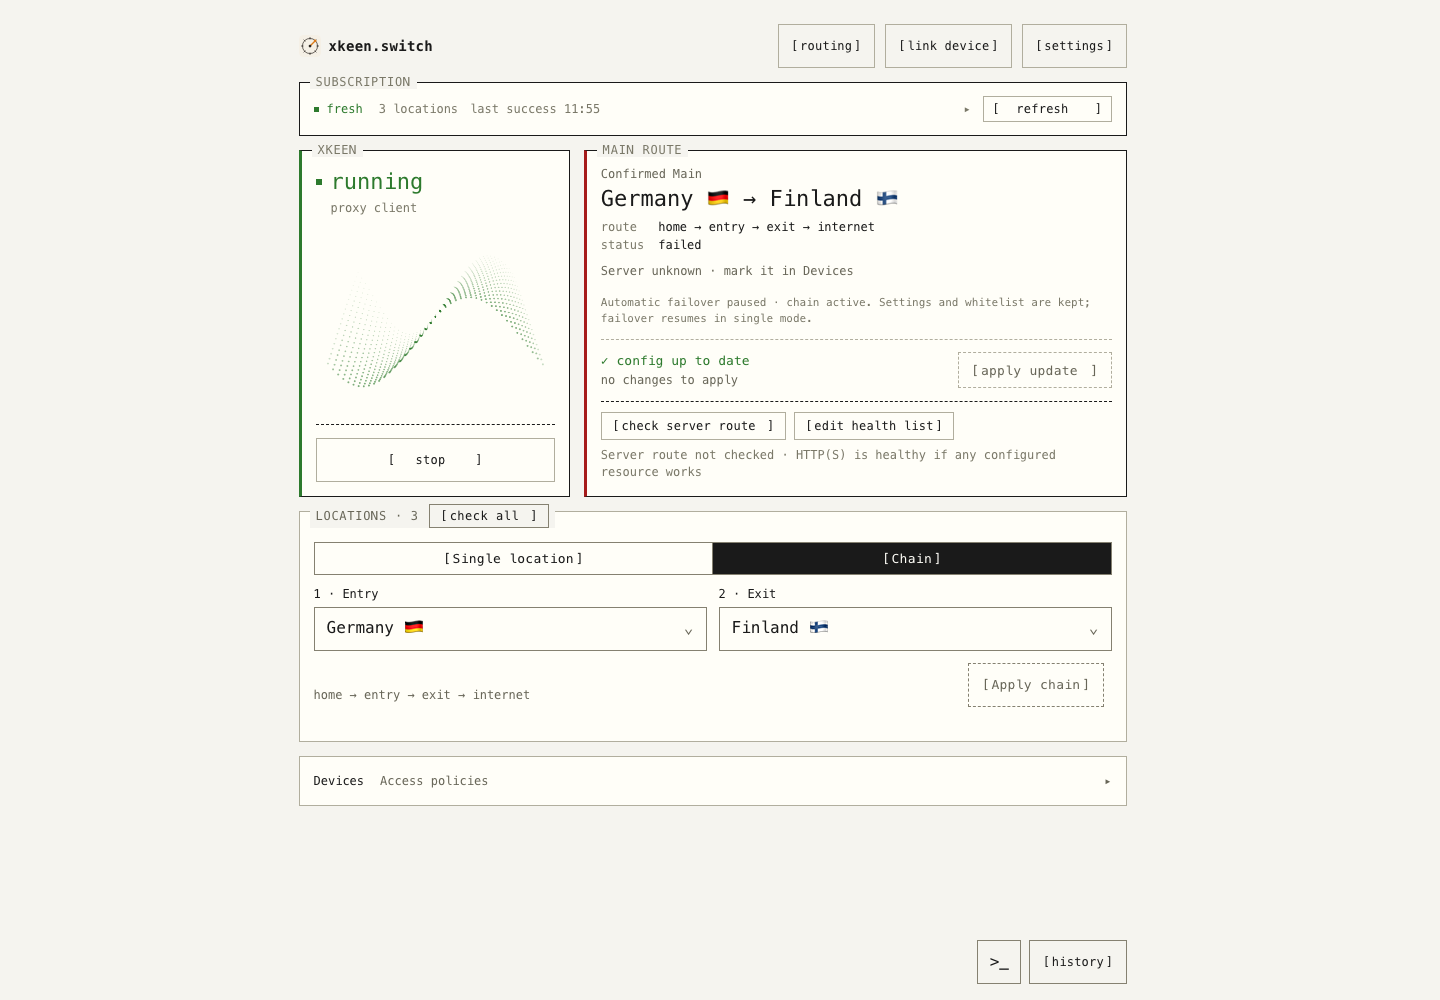 xkeen.switch
[routing] [link device] [settings]
SUBSCRIPTION
fresh 3 locations last success 11:55 ▸ [ refresh ]
XKEEN
running
proxy client
[ stop ]
MAIN ROUTE
Confirmed Main
Germany 🇩🇪 → Finland 🇫🇮
route home → entry → exit → internet
status failed
Server unknown · mark it in Devices
Automatic failover paused · chain active. Settings and whitelist are kept;
failover resumes in single mode.
✓ config up to date
no changes to apply
[apply update ]
[check server route ] [edit health list]
Server route not checked · HTTP(S) is healthy if any configured
resource works
LOCATIONS · 3 [check all ]
[Single location] [Chain]
1 · Entry 2 · Exit
Germany 🇩🇪 Finland 🇫🇮
[Apply chain]
home → entry → exit → internet
Devices Access policies ▸
>_ [history]